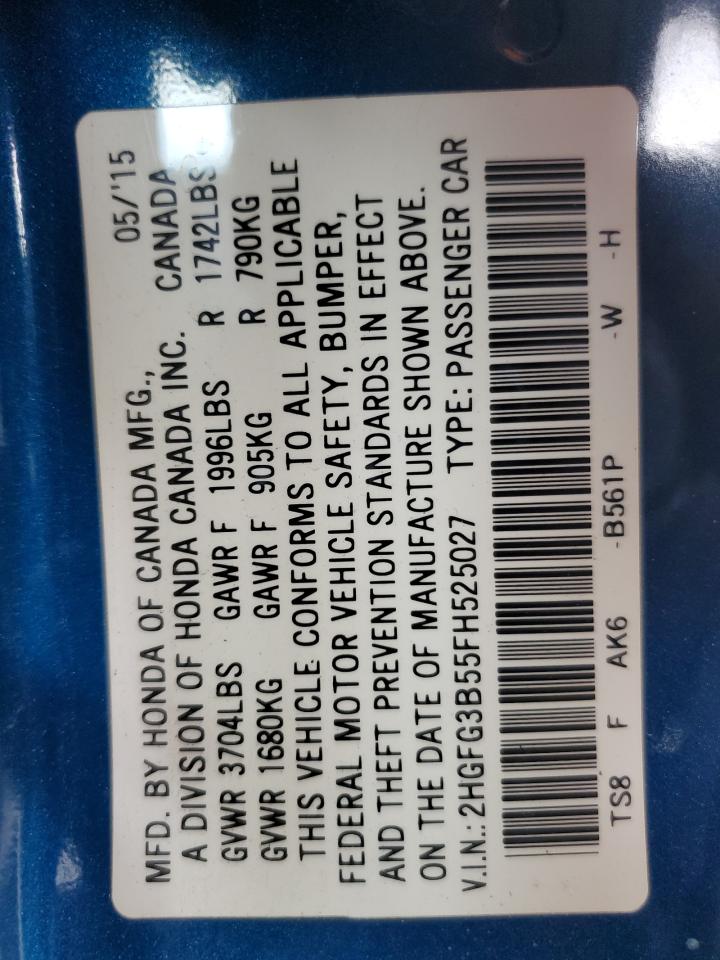 05/'15
MFD. BY HONDA OF CANADA MFG.,
A DIVISION OF HONDA CANADA INC. CANADA
GVWR 3704LBS GAWR F 1996LBS R 1742LBS
GVWR 1680KG GAWR F 905KG R 790KG
THIS VEHICLE CONFORMS TO ALL APPLICABLE
FEDERAL MOTOR VEHICLE SAFETY, BUMPER,
AND THEFT PREVENTION STANDARDS IN EFFECT
ON THE DATE OF MANUFACTURE SHOWN ABOVE.
V.I.N.: 2HGFG3B55FH525027 TYPE: PASSENGER CAR
TS8 F AK6 -B561P -W -H